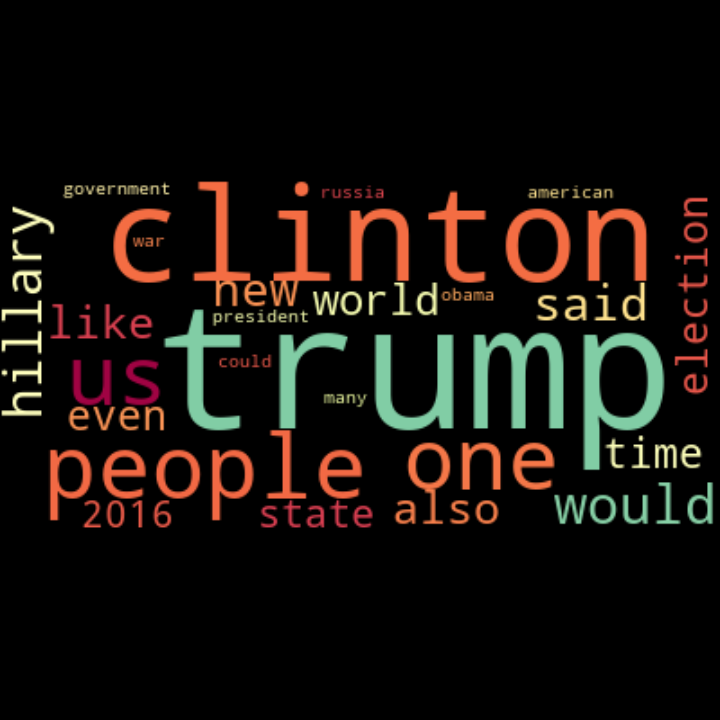 government
russia
american
clinton
war
hillary
election
new
world
obama
said
like
president
trump
could
us
many
even
people
one
time
2016
state
also
would